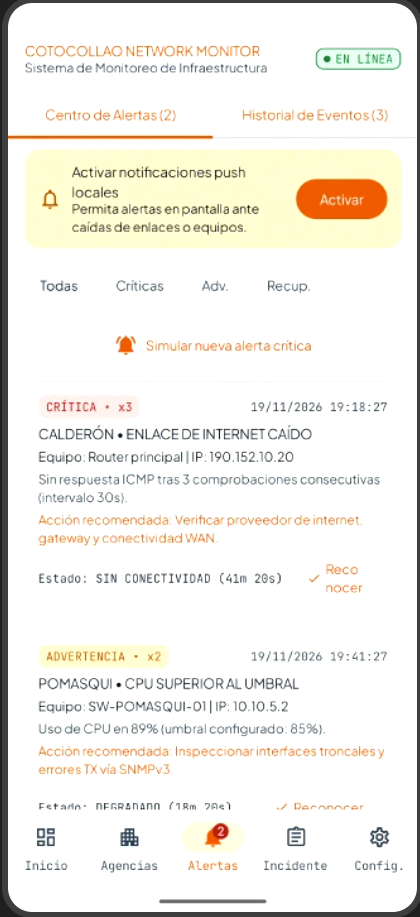 COTOCOLLAO NETWORK MONITOR
Sistema de Monitoreo de Infraestructura
EN LÍNEA
Centro de Alertas (2)
Historial de Eventos (3)
Activar notificaciones push
locales
Permita alertas en pantalla ante
caídas de enlaces o equipos.
Activar
Todas
Críticas
Adv.
Recup.
Simular nueva alerta crítica
CRÍTICA • x3
19/11/2026 19:18:27
CALDERÓN • ENLACE DE INTERNET CAÍDO
Equipo: Router principal | IP: 190.152.10.20
Sin respuesta ICMP tras 3 comprobaciones consecutivas
(intervalo 30s).
Acción recomendada: Verificar proveedor de internet,
gateway y conectividad WAN.
Estado: SIN CONECTIVIDAD (41m 20s)
Reco
nocer
ADVERTENCIA • x2
19/11/2026 19:41:27
POMASQUI • CPU SUPERIOR AL UMBRAL
Equipo: SW-POMASQUI-01 | IP: 10.10.5.2
Uso de CPU en 89% (umbral configurado: 85%).
Acción recomendada: Inspeccionar interfaces troncales y
errores TX vía SNMPv3.
Estado: DEGRADADO (18m 20s)
Reconocer
2
Inicio
Agencias
Alertas
Incidente
Config.